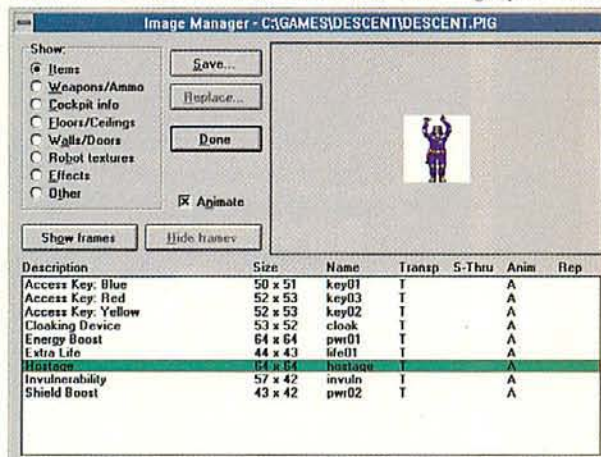 Image Manager - C:\GAMES\DESCENT\DESCENT.PIG
Show:
Items
Weapons/Ammo
Cockpit info
Floors/Ceilings
Walls/Doors
Robot textures
Effects
Other
Save...
Replace...
Done
Animate
Show frames
Hide frames
Description Size Name Transp S-Thru Anim Rep
Access Key: Blue 50 x 51 key01 T A
Access Key: Red 52 x 53 key03 T A
Access Key: Yellow 52 x 53 key02 T A
Cloaking Device 53 x 52 cloak T A
Energy Boost 64 x 64 pwr01 T A
Extra Life 44 x 43 life01 T A
Hostage 64 x 64 hostage T A
Invulnerability 57 x 42 invuln T A
Shield Boost 43 x 42 pwr02 T A